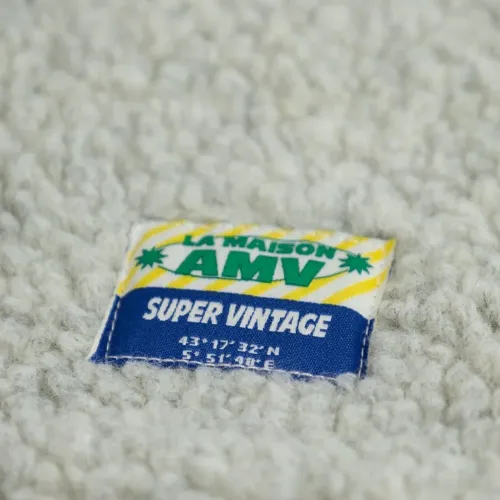 LA MAISON
AMV
SUPER VINTAGE
43° 17' 32' N
5° 51' 48' E